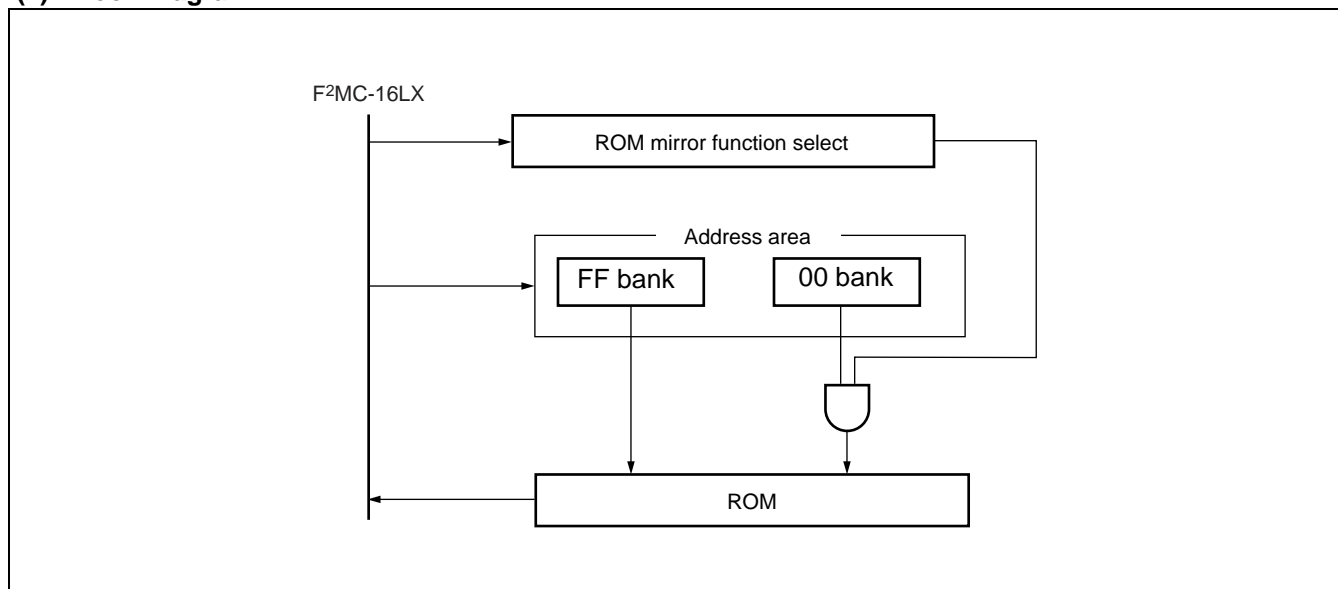 F²MC-16LX
ROM mirror function select
Address area
FF bank
00 bank
ROM